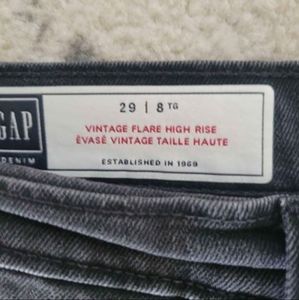 GAP
DENIM
29 | 8 TG
VINTAGE FLARE HIGH RISE
ÉVASÉ VINTAGE TAILLE HAUTE
ESTABLISHED IN 1969